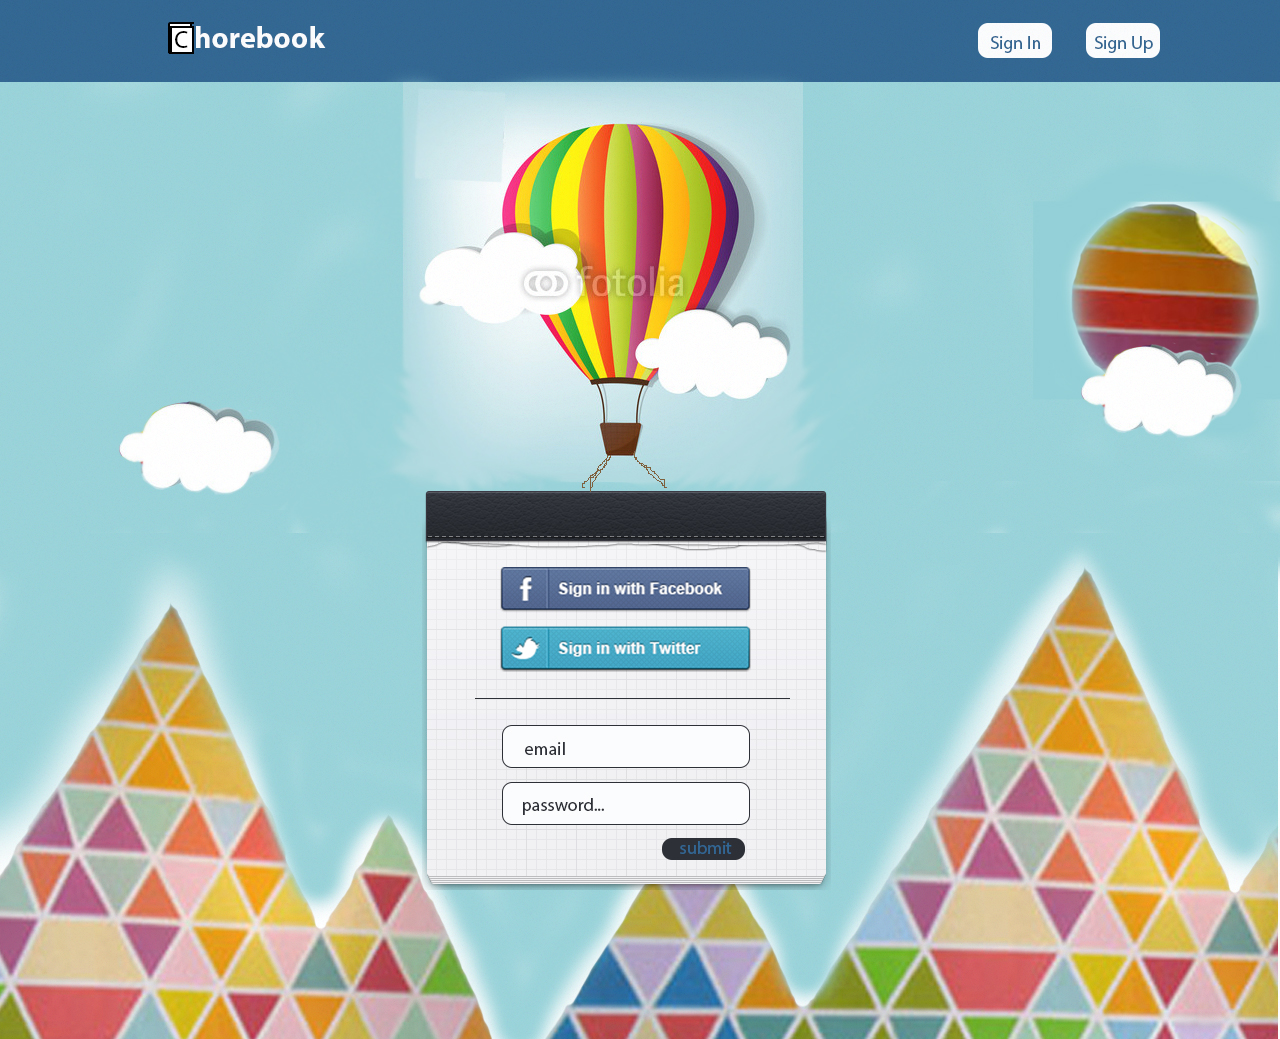 Chorebook
Sign In
Sign Up
fotolia
Sign in with Facebook
Sign in with Twitter
email
password...
submit